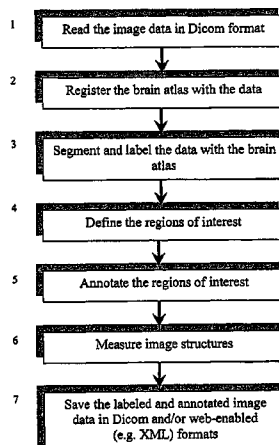 1
Read the image data in Dicom format
2
Register the brain atlas with the data
3
Segment and label the data with the brain
atlas
4
Define the regions of interest
5
Annotate the regions of interest
6
Measure image structures
7
Save the labeled and annotated image
data in Dicom and/or web-enabled
(e.g. XML) formats